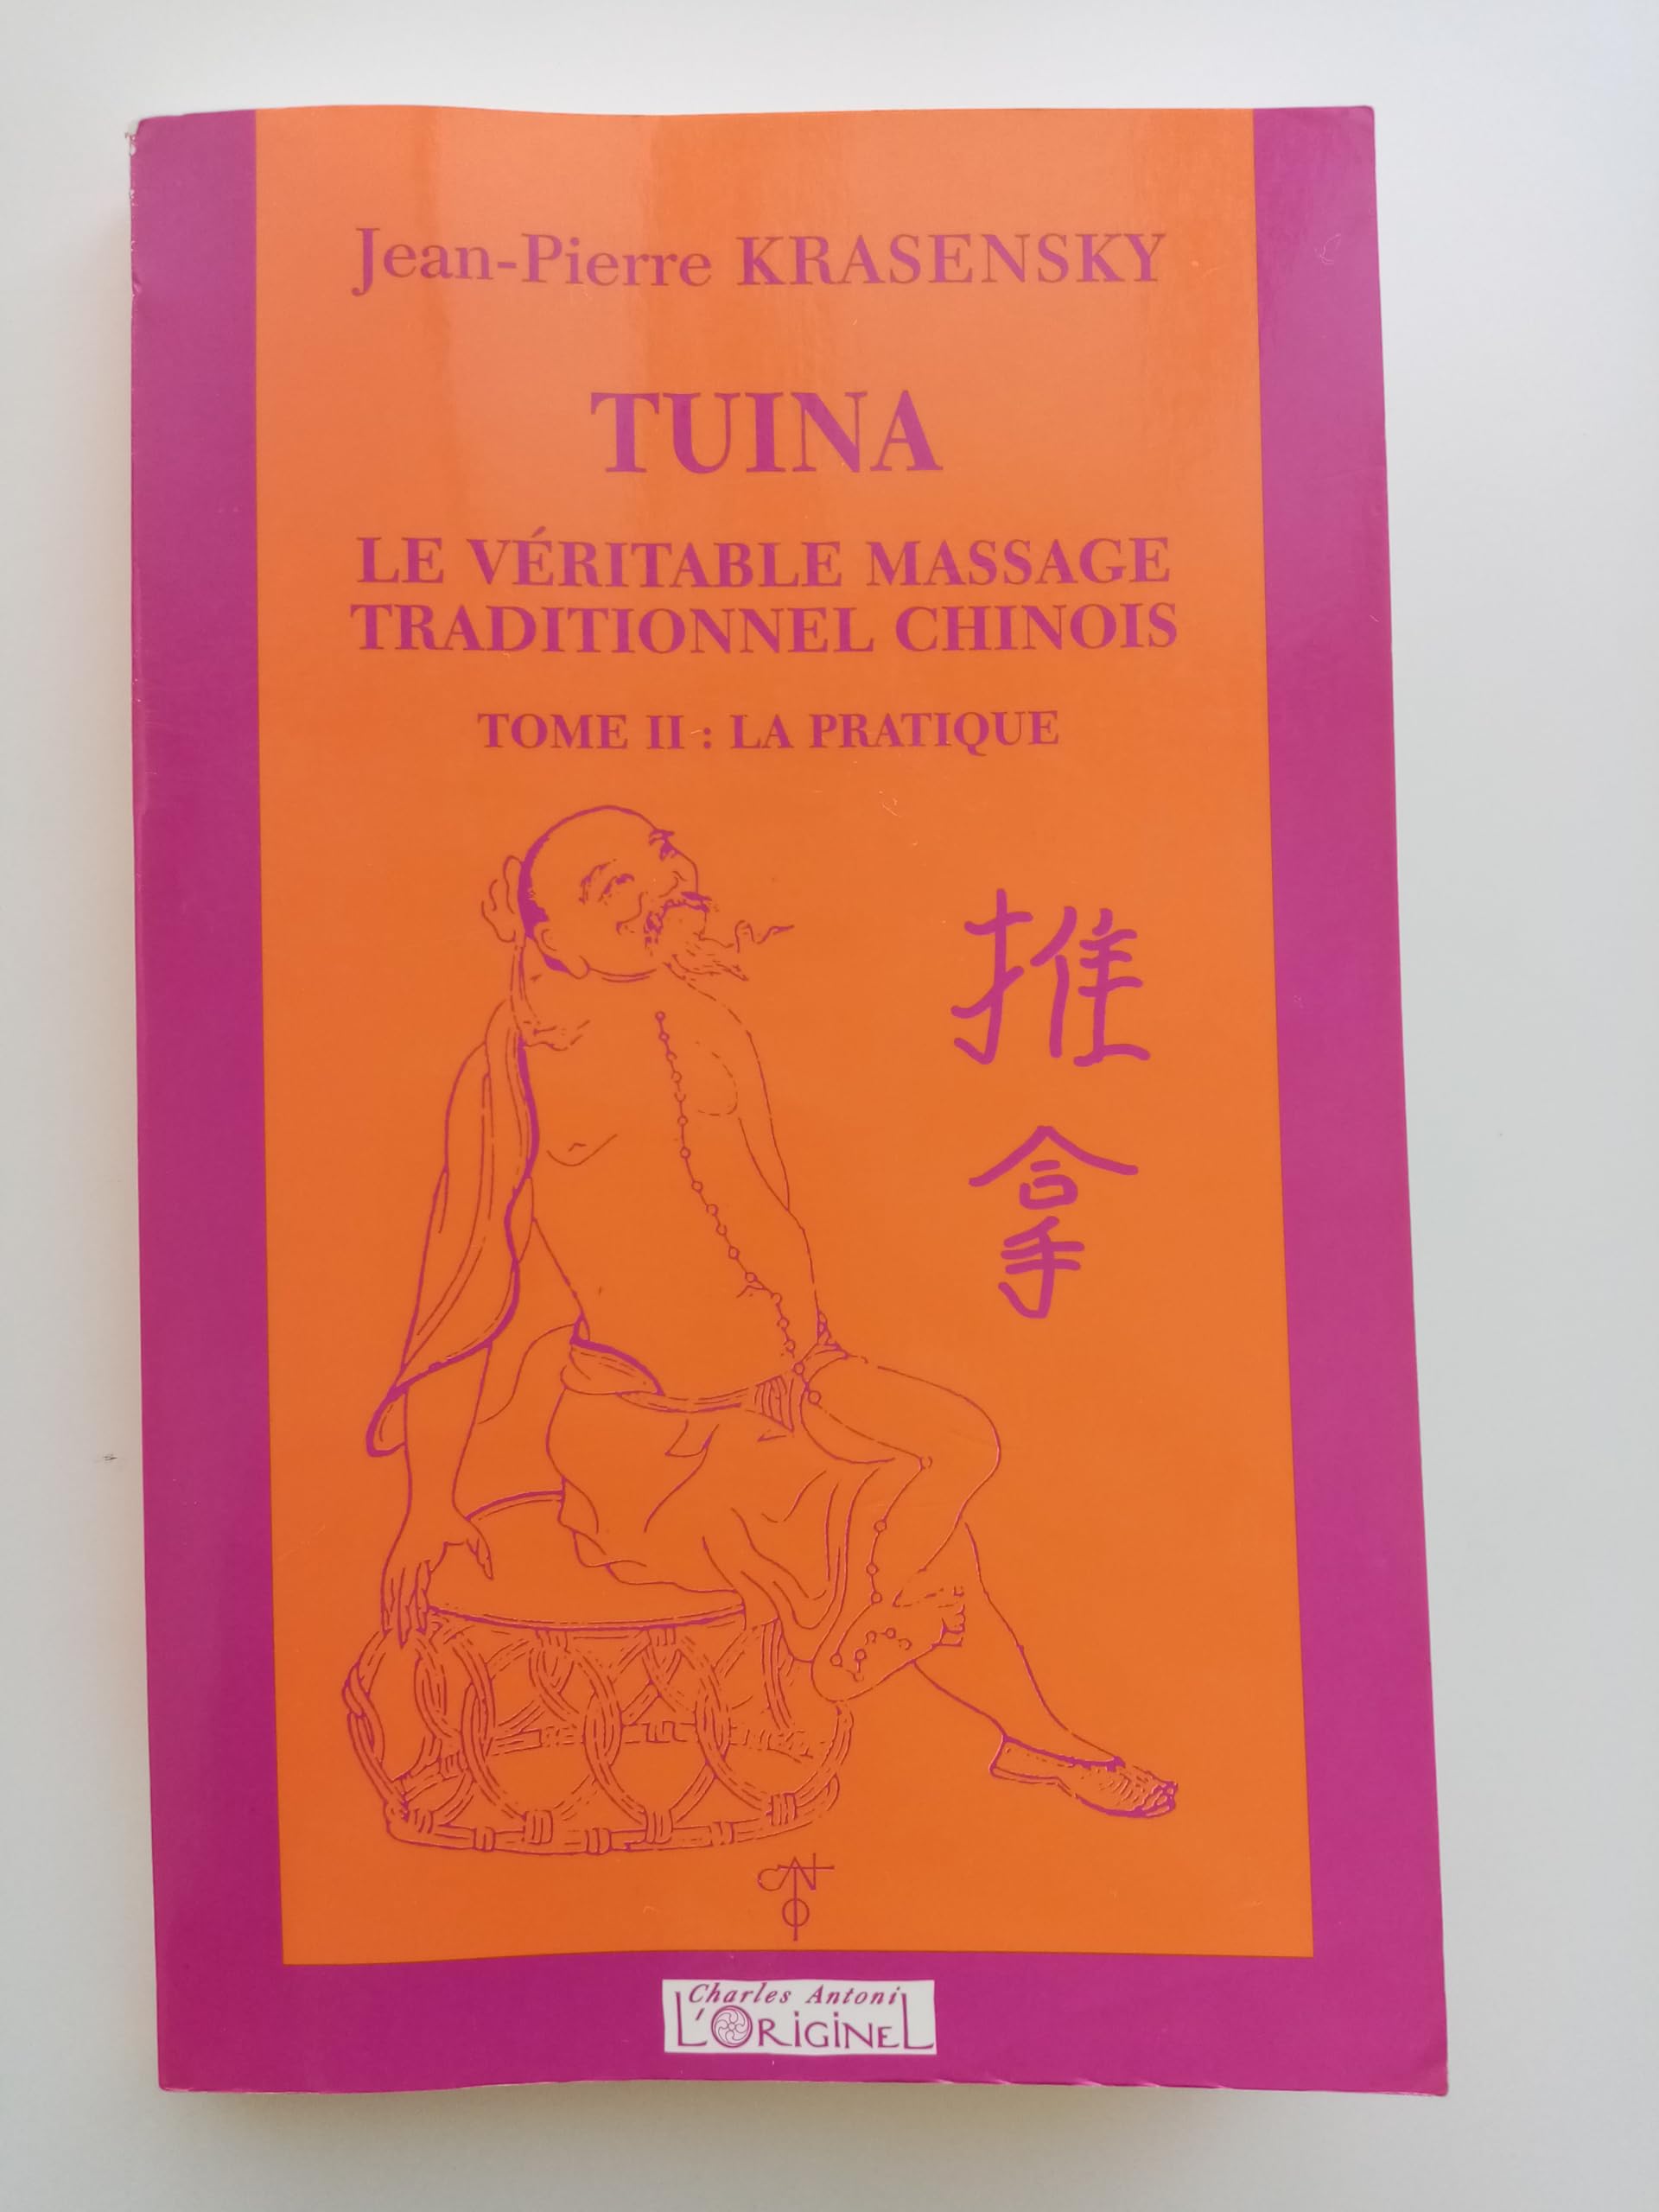 Jean-Pierre KRASENSKY
TUINA
LE VÉRITABLE MASSAGE
TRADITIONNEL CHINOIS
TOME II : LA PRATIQUE
推
拿
Charles Antoni
L'ORiGiNEL